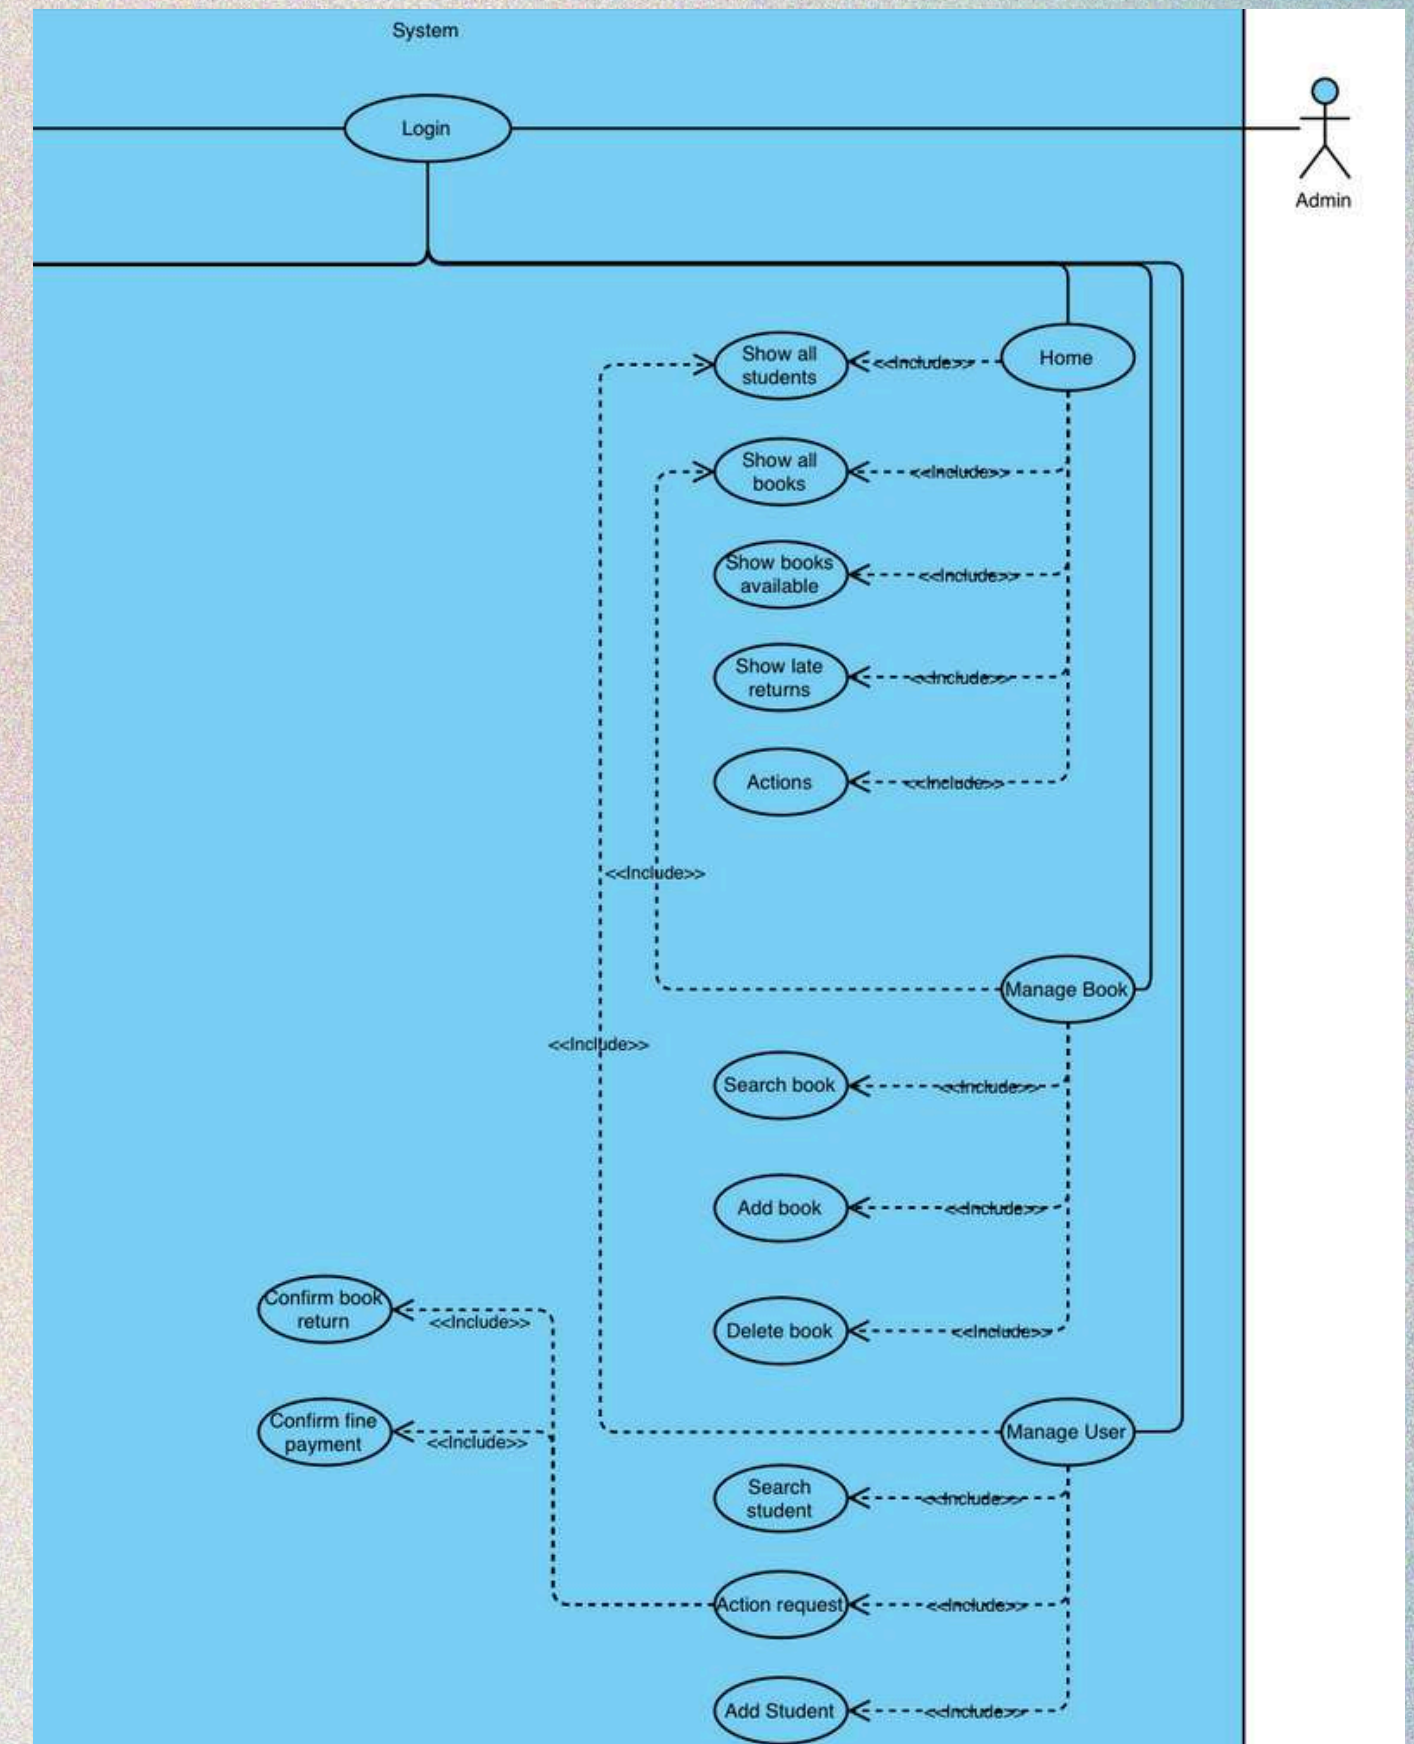 System
Login
Admin
Show all
students
<<Include>>
Home
Show all
books
<<Include>>
Show books
available
<<Include>>
Show late
returns
<<Include>>
Actions
<<Include>>
<<Include>>
Manage Book
<<Include>>
Search book
<<Include>>
Add book
<<Include>>
Confirm book
return
<<Include>>
Delete book
<<Include>>
Confirm fine
payment
<<Include>>
Manage User
Search
student
<<Include>>
Action request
<<Include>>
Add Student
<<Include>>